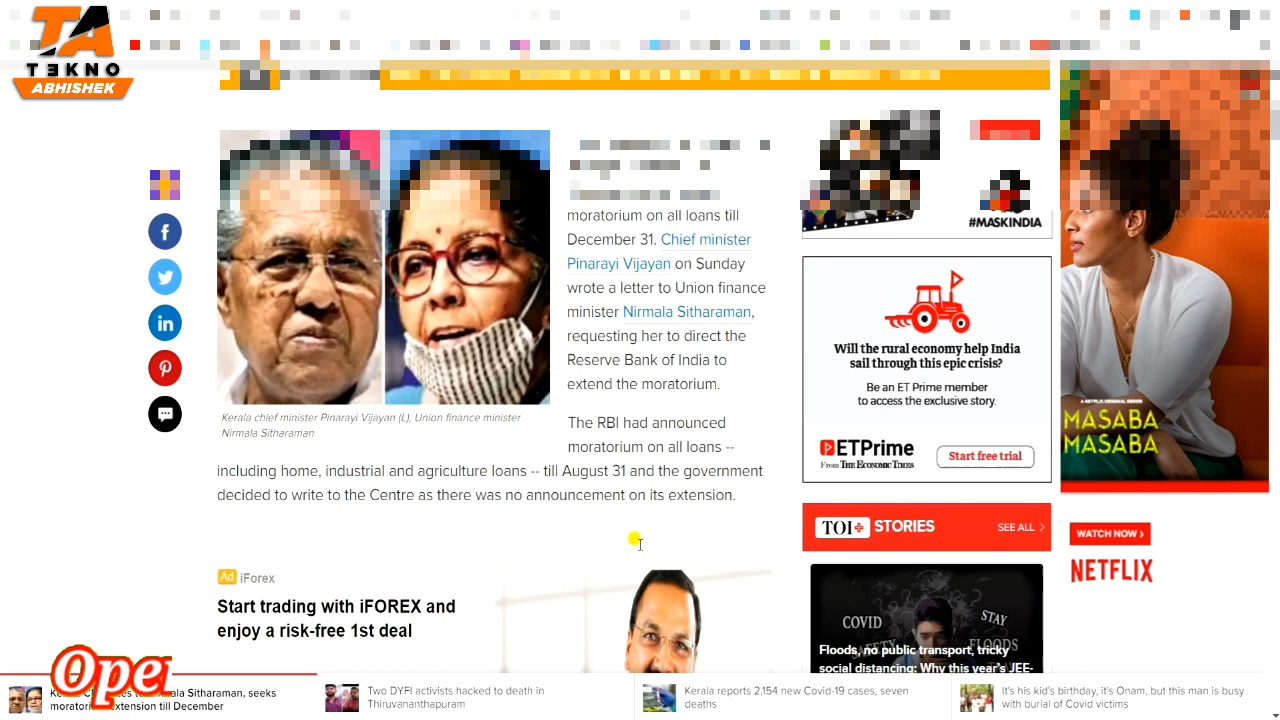 TA
TEKNO
ABHISHEK
moratorium on all loans till
December 31. Chief minister
Pinarayi Vijayan on Sunday
wrote a letter to Union finance
minister Nirmala Sitharaman,
requesting her to direct the
Reserve Bank of India to
extend the moratorium.
Kerala chief minister Pinarayi Vijayan (L), Union finance minister
Nirmala Sitharaman
The RBI had announced
moratorium on all loans --
including home, industrial and agriculture loans -- till August 31 and the government
decided to write to the Centre as there was no announcement on its extension.
Ad iForex
Start trading with iFOREX and
enjoy a risk-free 1st deal
#MASKINDIA
Will the rural economy help India
sail through this epic crisis?
Be an ET Prime member
to access the exclusive story.
ETPrime
From THE ECONOMIC TIMES
Start free trial
TOI+ STORIES SEE ALL >
COVID STAY
FLOODS
Floods, no public transport, tricky
social distancing: Why this year's JEE-
A NETFLIX ORIGINAL SERIES
MASABA
MASABA
WATCH NOW >
NETFLIX
Ope
Sitharaman, seeks
extension till December
Two DYFI activists hacked to death in
Thiruvananthapuram
Kerala reports 2,154 new Covid-19 cases, seven
deaths
It's his kid's birthday, it's Onam, but this man is busy
with burial of Covid victims